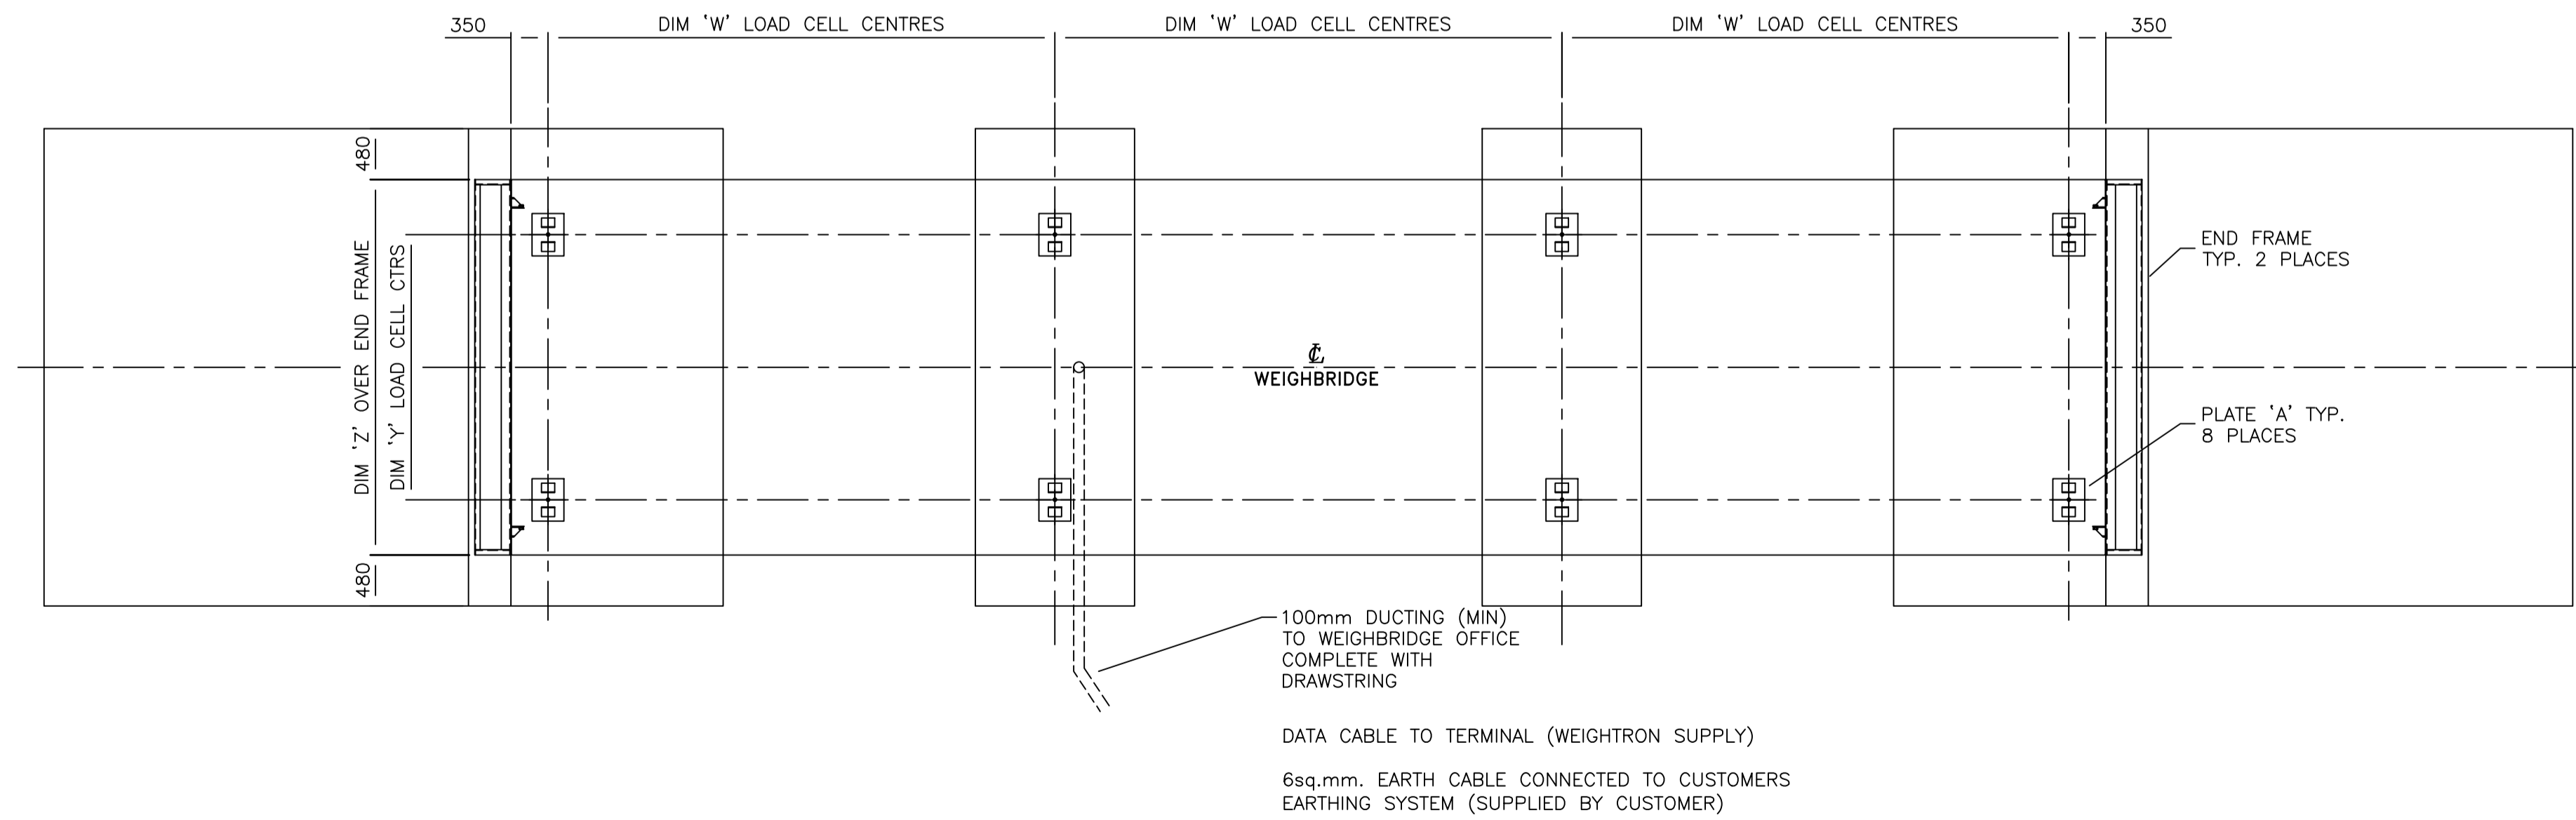 350
DIM 'W' LOAD CELL CENTRES
DIM 'W' LOAD CELL CENTRES
DIM 'W' LOAD CELL CENTRES
350
480
DIM 'Z' OVER END FRAME
DIM 'Y' LOAD CELL CTRS
480
END FRAME
TYP. 2 PLACES
℄
WEIGHBRIDGE
PLATE 'A' TYP.
8 PLACES
100mm DUCTING (MIN)
TO WEIGHBRIDGE OFFICE
COMPLETE WITH
DRAWSTRING
DATA CABLE TO TERMINAL (WEIGHTRON SUPPLY)
6sq.mm. EARTH CABLE CONNECTED TO CUSTOMERS
EARTHING SYSTEM (SUPPLIED BY CUSTOMER)